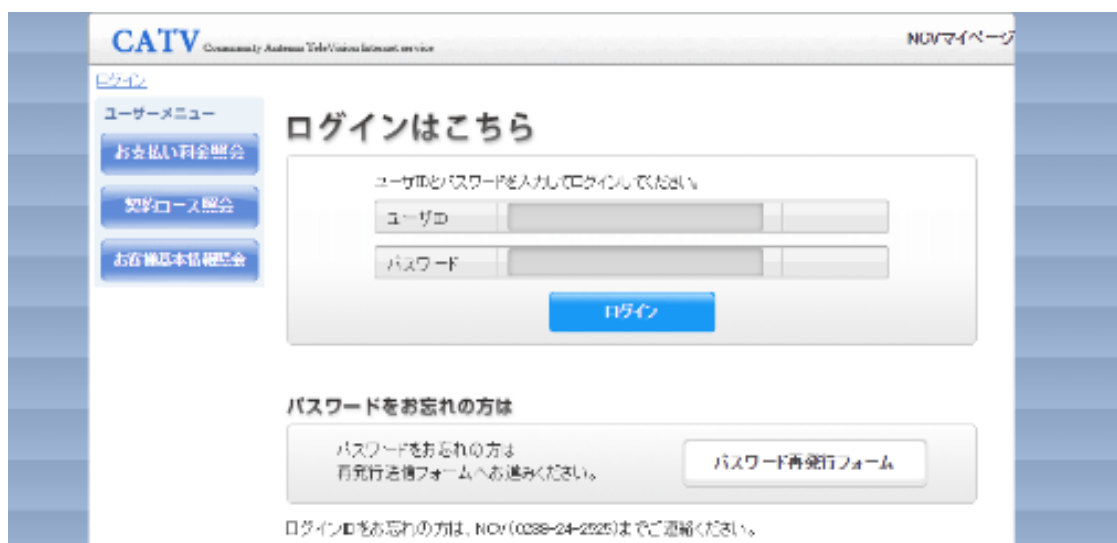 CATV Community Antenna TeleVision Internet service
NCVマイページ
ログイン
ユーザーメニュー
お支払い料金照会
契約コース照会
お客様基本情報照会
ログインはこちら
ユーザIDとパスワードを入力してログインしてください。
ユーザID
パスワード
ログイン
パスワードをお忘れの方は
パスワードをお忘れの方は
再発行送信フォームへお進みください。
パスワード再発行フォーム
ログインIDをお忘れの方は、NCV(0238-24-2525)までご連絡ください。